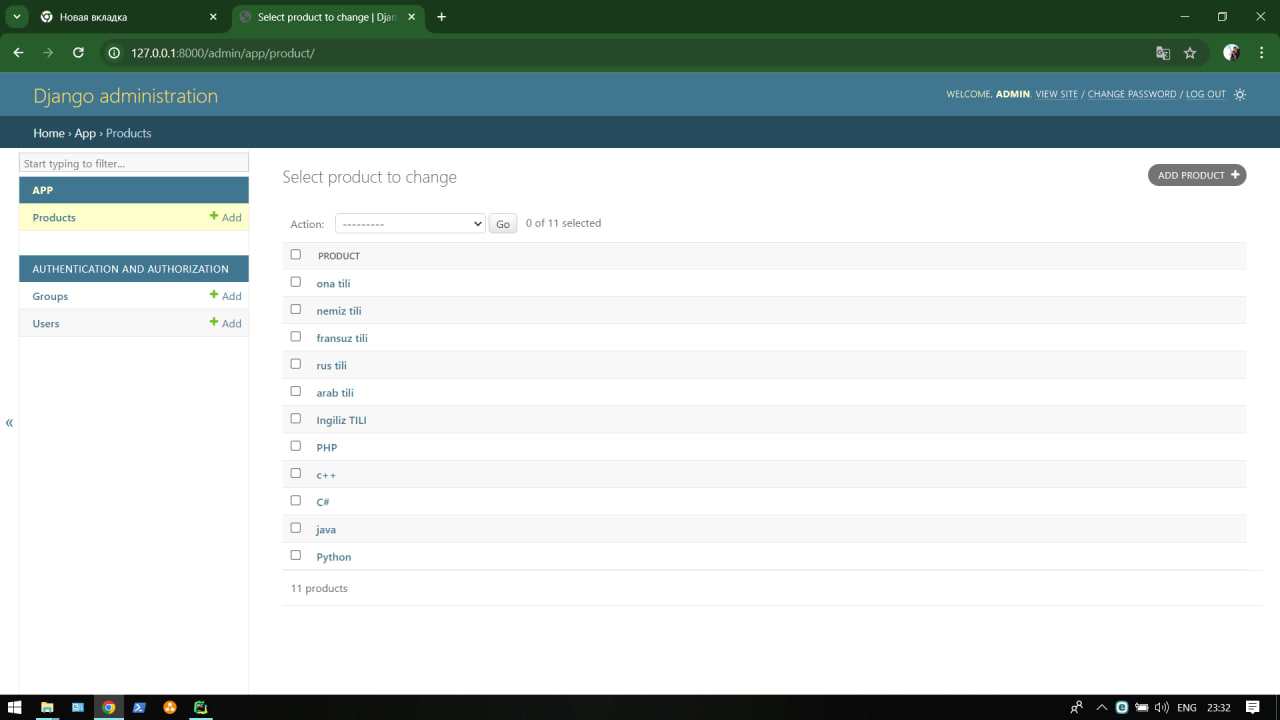 Новая вкладка
Select product to change | Djan
127.0.0.1:8000/admin/app/product/
Django administration
WELCOME, ADMIN. VIEW SITE / CHANGE PASSWORD / LOG OUT
Home › App › Products
Start typing to filter...
APP
Products Add
AUTHENTICATION AND AUTHORIZATION
Groups Add
Users Add
«
Select product to change
ADD PRODUCT +
Action: --------- Go 0 of 11 selected
PRODUCT
ona tili
nemiz tili
fransuz tili
rus tili
arab tili
Ingiliz TILI
PHP
c++
C#
java
Python
11 products
ENG 23:32